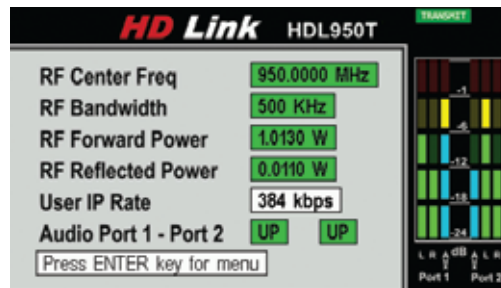 HD Link HDL950T
TRANSMIT
RF Center Freq 950.0000 MHz
RF Bandwidth 500 KHz
RF Forward Power 1.0130 W
RF Reflected Power 0.0110 W
User IP Rate 384 kbps
Audio Port 1 - Port 2 UP UP
Press ENTER key for menu
-1
-6
-12
-18
-24
L R A V dB A V L R
Port 1 Port 2